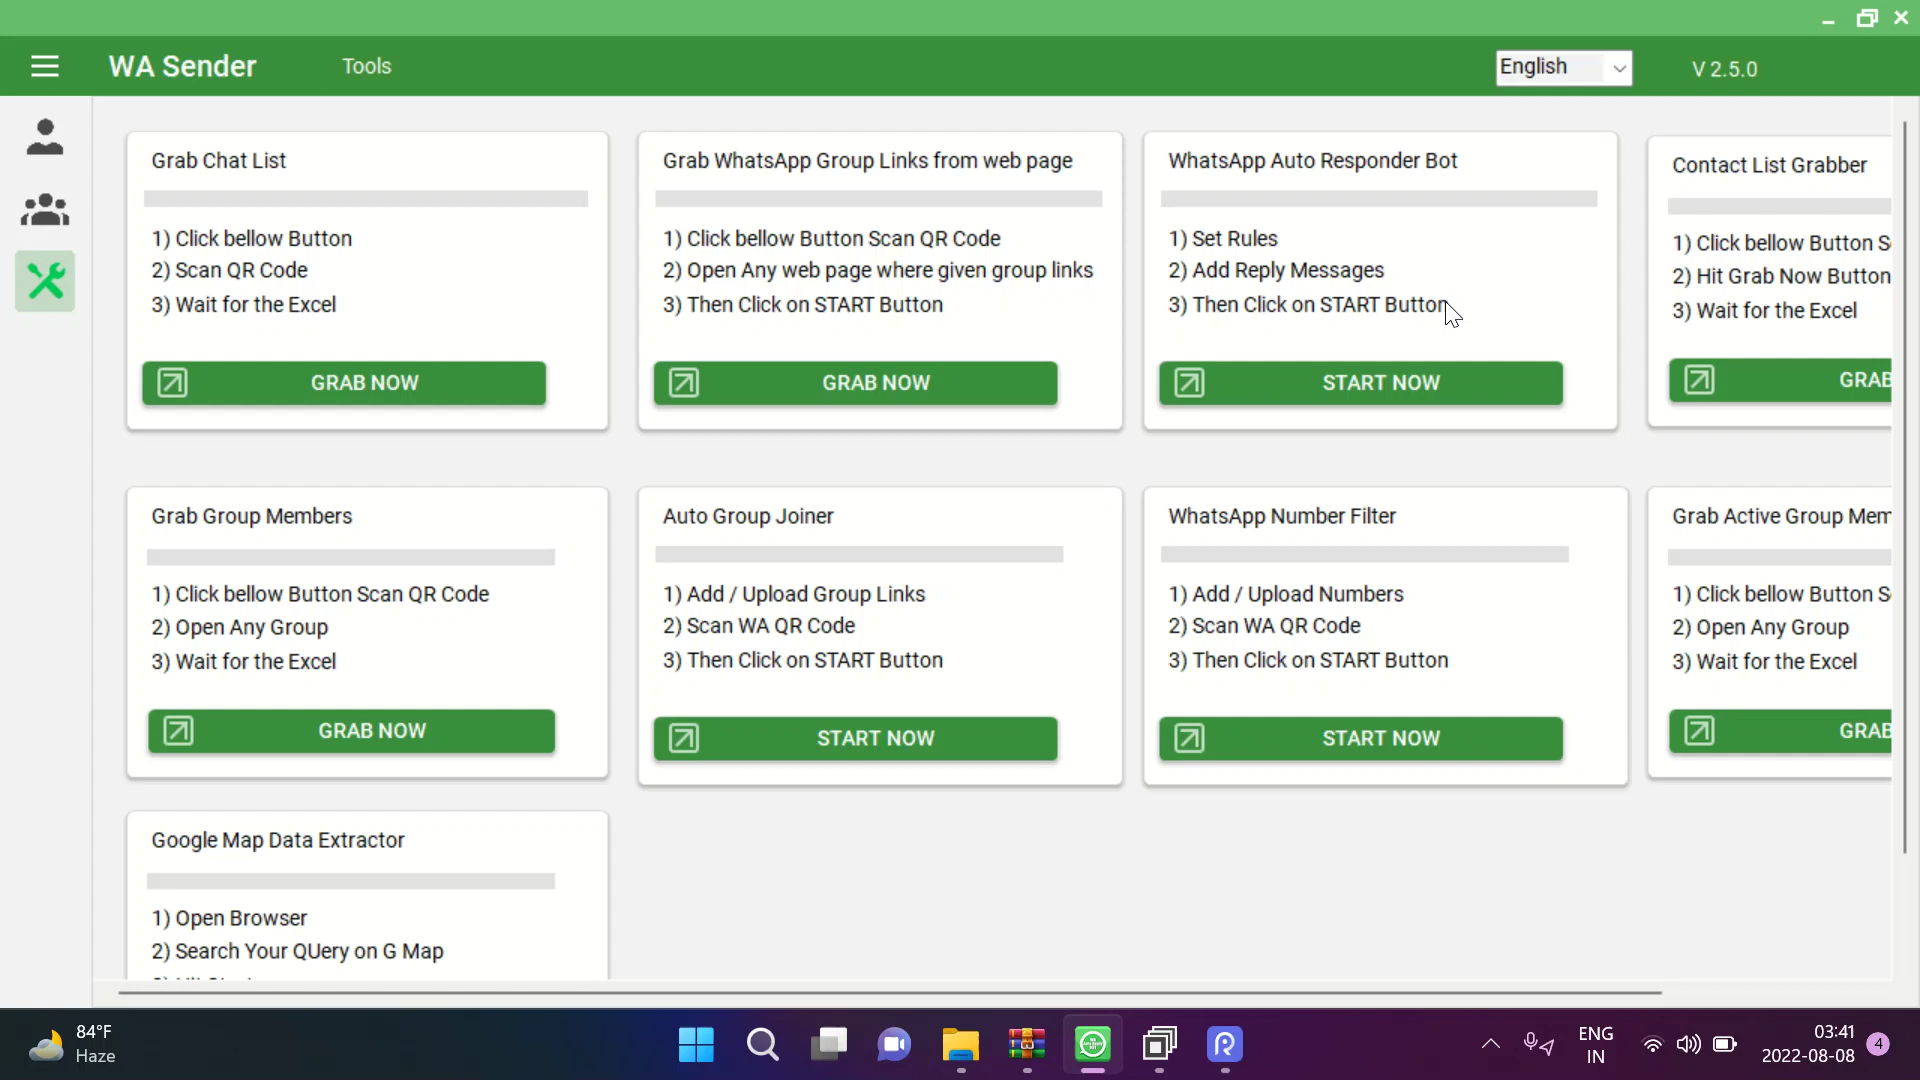 WA Sender
Tools
English
V 2.5.0
Grab Chat List
1) Click bellow Button
2) Scan QR Code
3) Wait for the Excel
GRAB NOW
Grab WhatsApp Group Links from web page
1) Click bellow Button Scan QR Code
2) Open Any web page where given group links
3) Then Click on START Button
GRAB NOW
WhatsApp Auto Responder Bot
1) Set Rules
2) Add Reply Messages
3) Then Click on START Button
START NOW
Contact List Grabber
1) Click bellow Button S
2) Hit Grab Now Button
3) Wait for the Excel
GRAB
Grab Group Members
1) Click bellow Button Scan QR Code
2) Open Any Group
3) Wait for the Excel
GRAB NOW
Auto Group Joiner
1) Add / Upload Group Links
2) Scan WA QR Code
3) Then Click on START Button
START NOW
WhatsApp Number Filter
1) Add / Upload Numbers
2) Scan WA QR Code
3) Then Click on START Button
START NOW
Grab Active Group Mem
1) Click bellow Button S
2) Open Any Group
3) Wait for the Excel
GRAB
Google Map Data Extractor
1) Open Browser
2) Search Your QUery on G Map
84°F
Haze
ENG
IN
03:41
2022-08-08
4